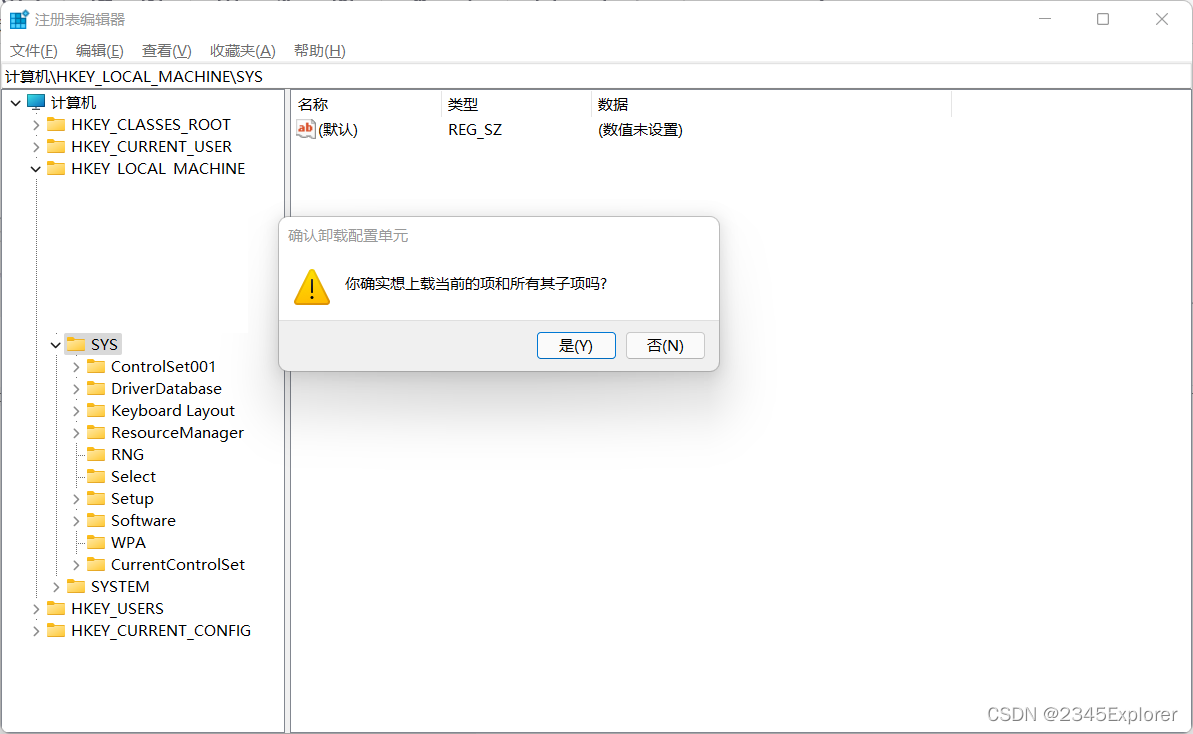 注册表编辑器
文件(F) 编辑(E) 查看(V) 收藏夹(A) 帮助(H)
计算机\HKEY_LOCAL_MACHINE\SYS
计算机
HKEY_CLASSES_ROOT
HKEY_CURRENT_USER
HKEY_LOCAL_MACHINE
SYS
ControlSet001
DriverDatabase
Keyboard Layout
ResourceManager
RNG
Select
Setup
Software
WPA
CurrentControlSet
SYSTEM
HKEY_USERS
HKEY_CURRENT_CONFIG
名称 类型 数据
ab (默认) REG_SZ (数值未设置)
确认卸载配置单元
你确实想上载当前的项和所有其子项吗?
是(Y) 否(N)
CSDN @2345Explorer